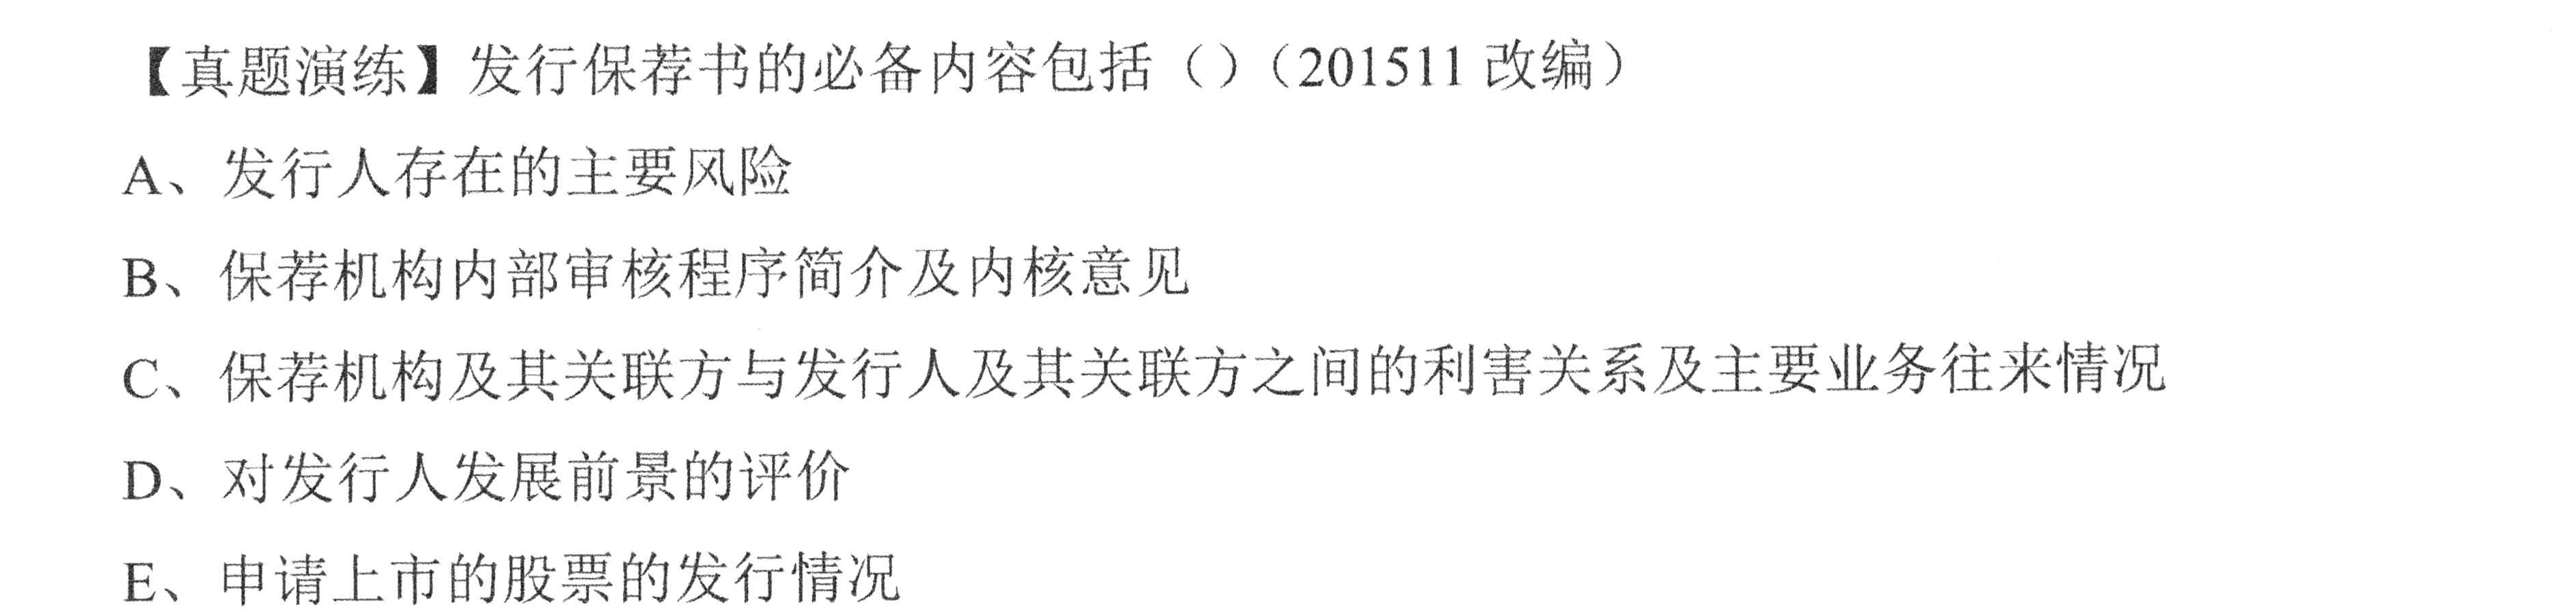 【真题演练】发行保荐书的必备内容包括（）（201511 改编）
A、发行人存在的主要风险
B、保荐机构内部审核程序简介及内核意见
C、保荐机构及其关联方与发行人及其关联方之间的利害关系及主要业务往来情况
D、对发行人发展前景的评价
E、申请上市的股票的发行情况